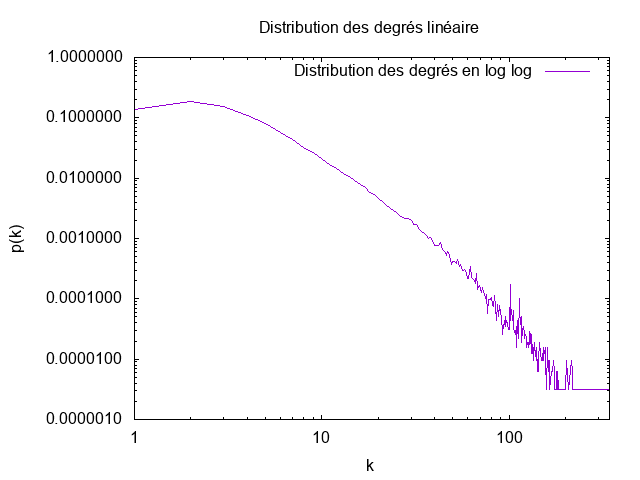 Distribution des degrés linéaire
Distribution des degrés en log log
1.0000000
0.1000000
0.0100000
0.0010000
0.0001000
0.0000100
0.0000010
p(k)
1 10 100
k